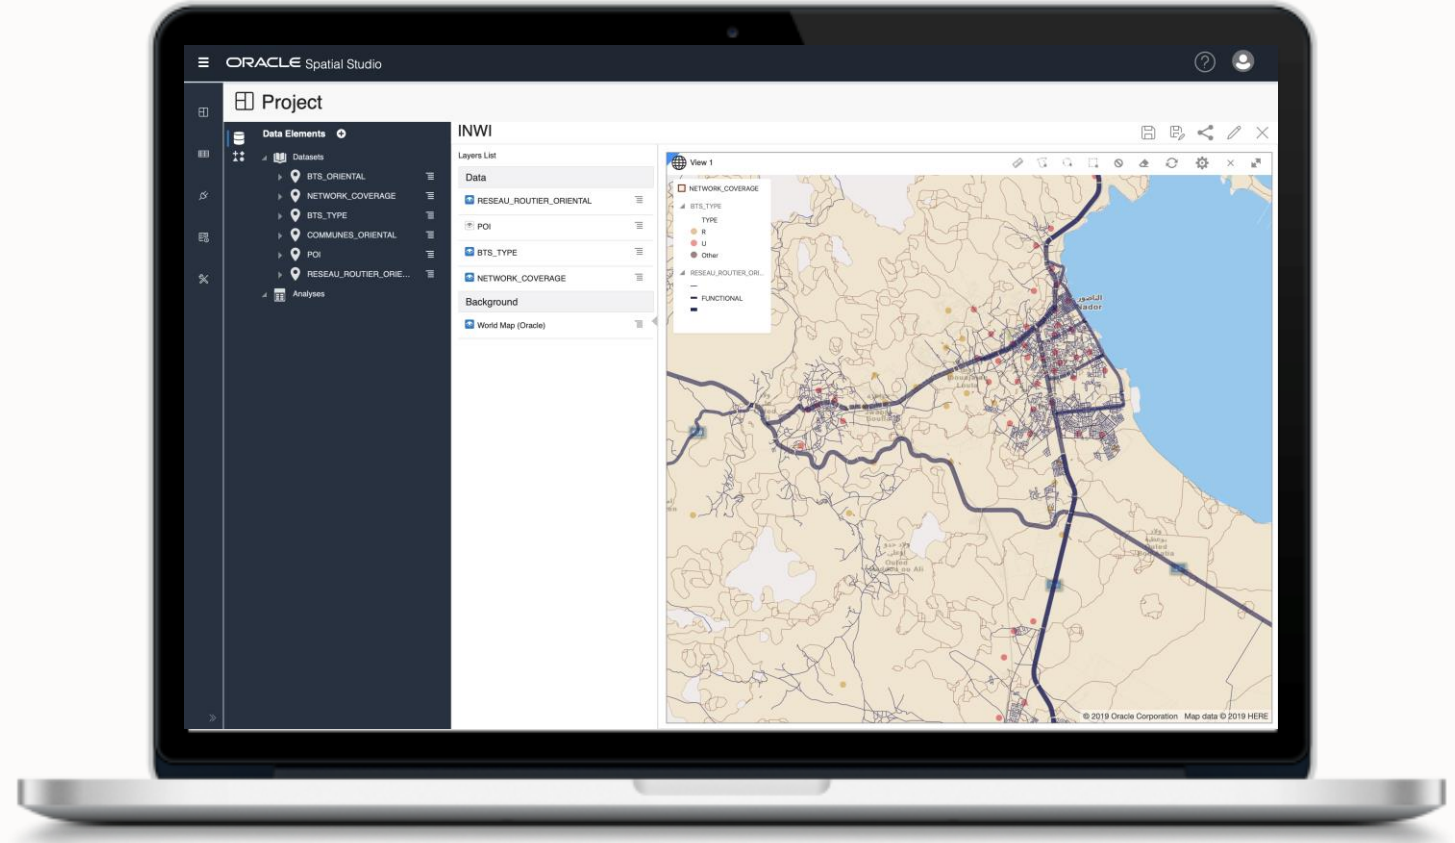 ORACLE Spatial Studio
?
Project
Data Elements
Datasets
BTS_ORIENTAL
NETWORK_COVERAGE
BTS_TYPE
COMMUNES_ORIENTAL
POI
RESEAU_ROUTIER_ORIE...
Analyses
INWI
Layers List
Data
RESEAU_ROUTIER_ORIENTAL
POI
BTS_TYPE
NETWORK_COVERAGE
Background
World Map (Oracle)
View 1
NETWORK_COVERAGE
BTS_TYPE
TYPE
R
U
Other
RESEAU_ROUTIER_ORI...
FUNCTIONAL
الناضور
Nador
© 2019 Oracle Corporation Map data © 2019 HERE